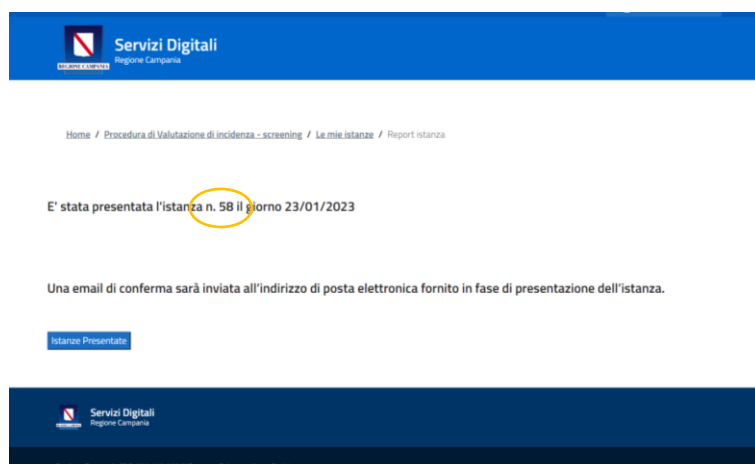 Servizi Digitali
Regione Campania
REGIONE CAMPANIA
Home / Procedura di Valutazione di incidenza - screening / Le mie istanze / Report istanza
E' stata presentata l'istanza n. 58 il giorno 23/01/2023
Una email di conferma sarà inviata all'indirizzo di posta elettronica fornito in fase di presentazione dell'istanza.
Istanze Presentate
Servizi Digitali
Regione Campania